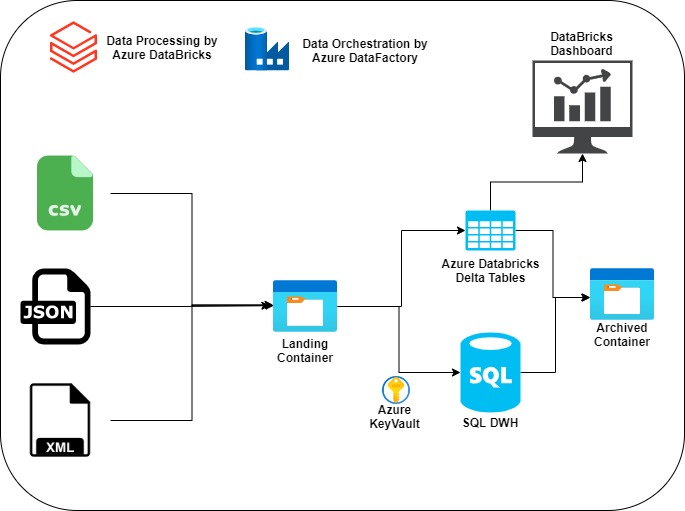 Data Processing by
Azure DataBricks
Data Orchestration by
Azure DataFactory
DataBricks
Dashboard
CSV
JSON
XML
Landing
Container
Azure Databricks
Delta Tables
Azure
KeyVault
SQL
SQL DWH
Archived
Container